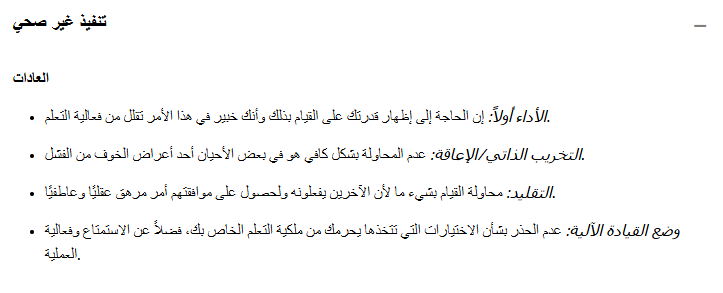 تنفيذ غير صحي
العادات
• الأداء أولاً: إن الحاجة إلى إظهار قدرتك على القيام بذلك وأنك خبير في هذا الأمر تقلل من فعالية التعلم.
• التخريب الذاتي/الإعاقة: عدم المحاولة بشكل كافي هو في بعض الأحيان أحد أعراض الخوف من الفشل.
• التقليد: محاولة القيام بشيء ما لأن الآخرين يفعلونه ولحصول على موافقتهم أمر مرهق عقليًا وعاطفيًا.
• وضع القيادة الآلية: عدم الحذر بشأن الاختيارات التي تتخذها يحرمك من ملكية التعلم الخاص بك، فضلاً عن الاستمتاع وفعالية
العملية.